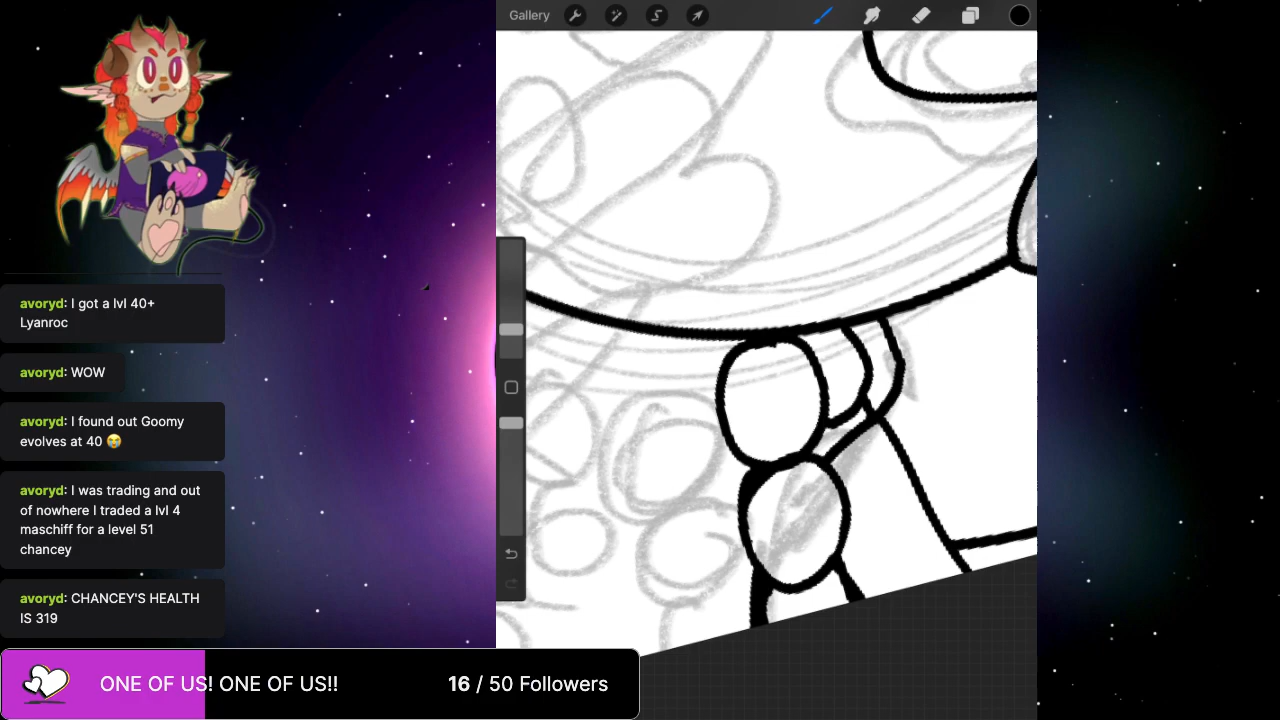 Gallery
avoryd: I got a lvl 40+
Lyanroc
avoryd: WOW
avoryd: I found out Goomy
evolves at 40 😭
avoryd: I was trading and out
of nowhere I traded a lvl 4
maschiff for a level 51
chancey
avoryd: CHANCEY'S HEALTH
IS 319
ONE OF US! ONE OF US!!
16 / 50 Followers